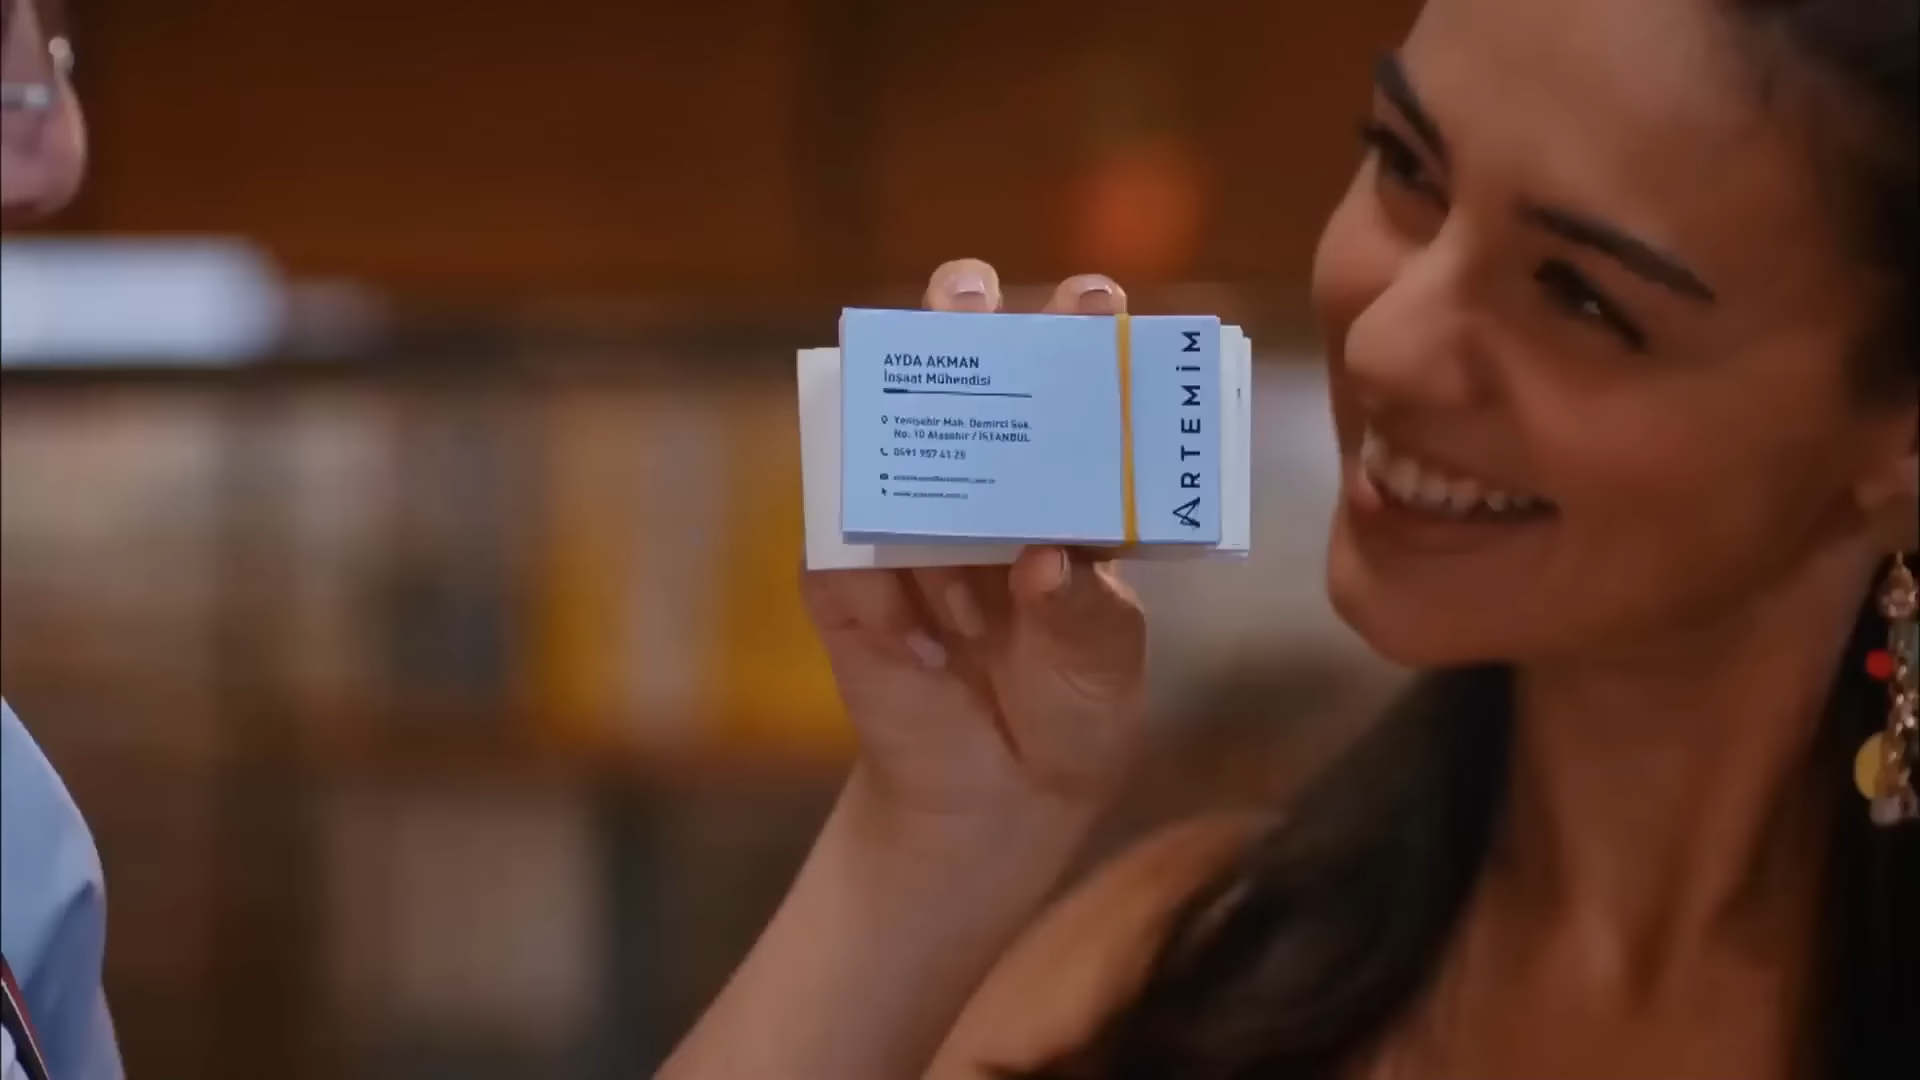 AYDA AKMAN
İnşaat Mühendisi
Yenişehir Mah. Demirci Sok.
No: 10 Ataşehir / İSTANBUL
0591 957 41 25
ARTEMİM